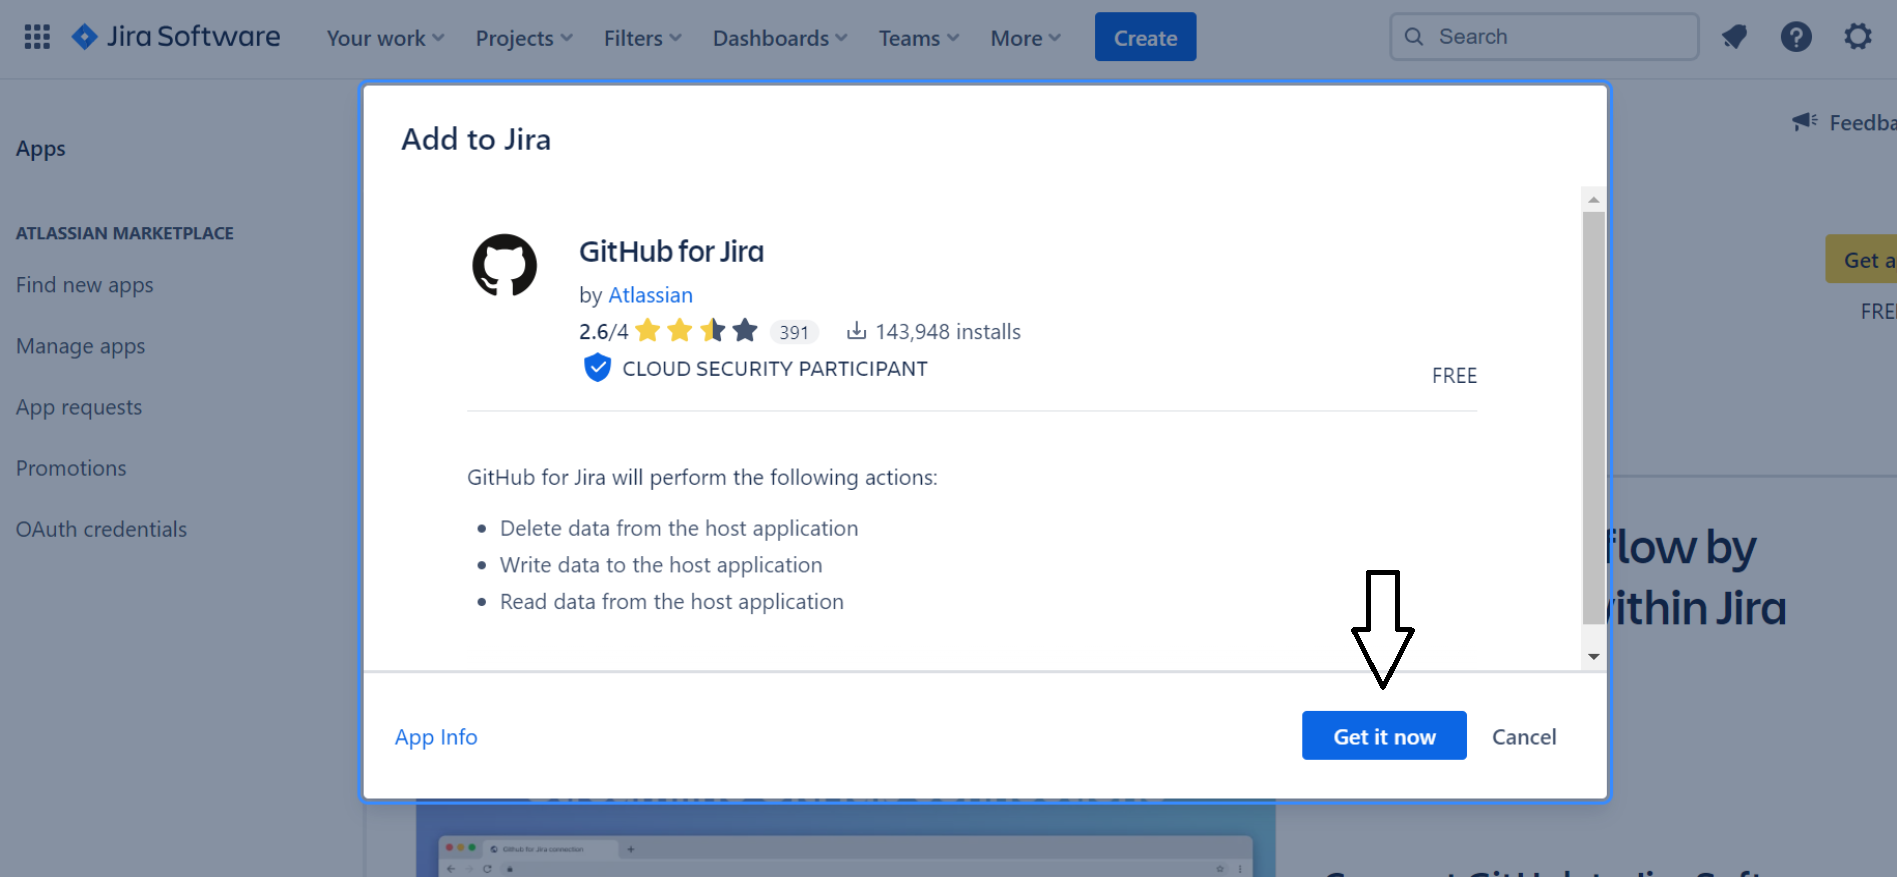 Jira Software
Your work
Projects
Filters
Dashboards
Teams
More
Create
Search
Apps
ATLASSIAN MARKETPLACE
Find new apps
Manage apps
App requests
Promotions
OAuth credentials
Add to Jira
GitHub for Jira
by Atlassian
2.6/4
391
143,948 installs
CLOUD SECURITY PARTICIPANT
FREE
GitHub for Jira will perform the following actions:
Delete data from the host application
Write data to the host application
Read data from the host application
App Info
Get it now
Cancel
Feedba
Get a
FREE
flow by
ithin Jira
GitHub for Jira connection